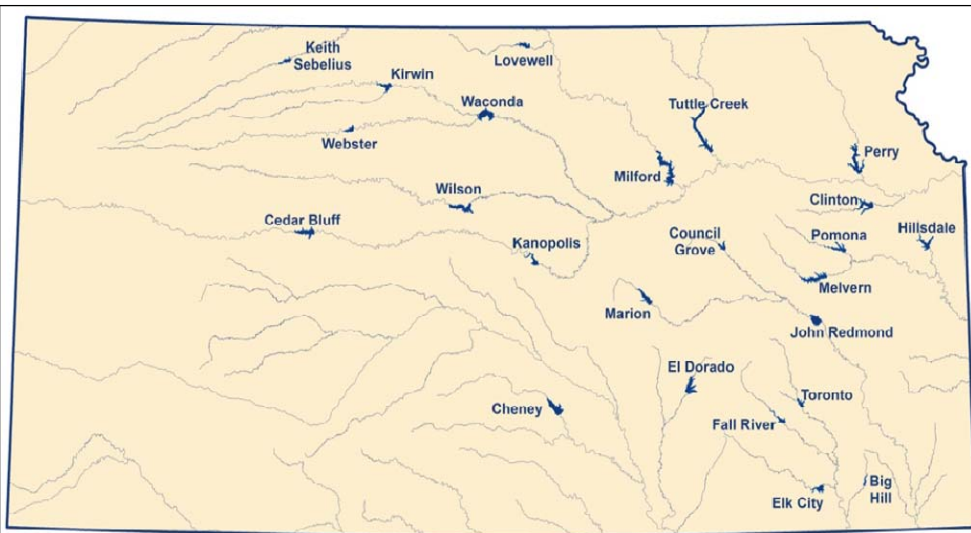 Keith
Sebelius
Lovewell
Kirwin
Waconda
Tuttle Creek
Webster
Perry
Milford
Wilson
Clinton
Cedar Bluff
Council
Grove
Pomona
Hillsdale
Kanopolis
Melvern
Marion
John Redmond
El Dorado
Toronto
Cheney
Fall River
Big
Hill
Elk City